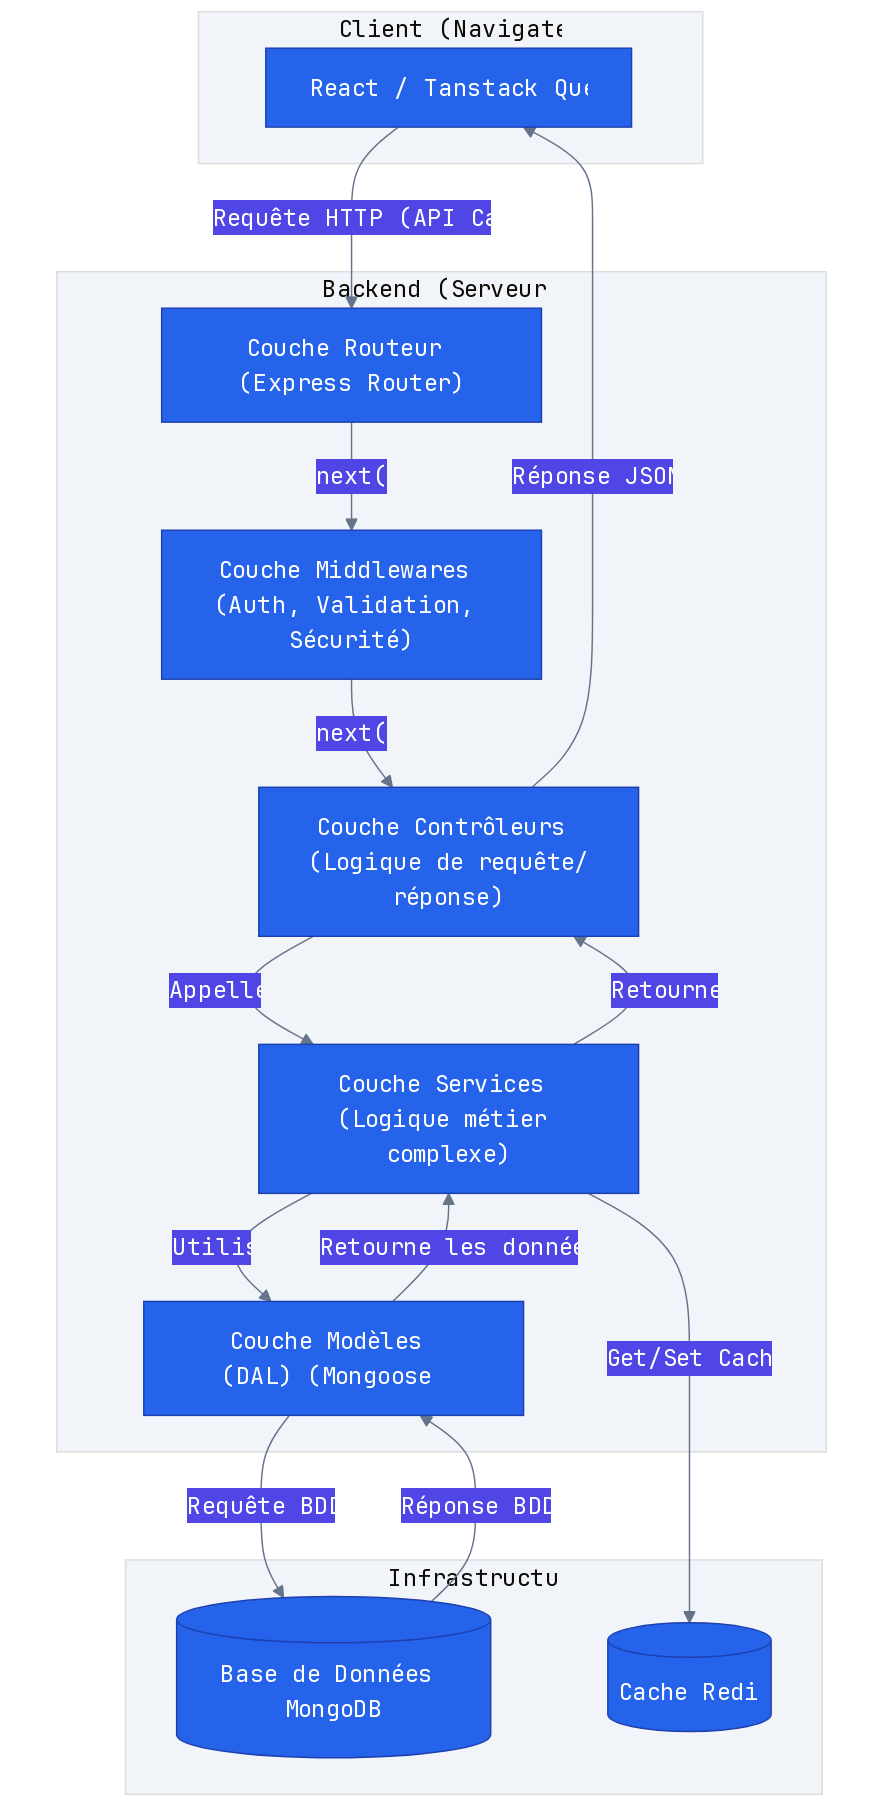 Client (Navigate
React / Tanstack Que
Requête HTTP (API Ca
Backend (Serveur
Couche Routeur
(Express Router)
next(
Réponse JSON
Couche Middlewares
(Auth, Validation,
Sécurité)
next(
Couche Contrôleurs
(Logique de requête/
réponse)
Appelle
Retourne
Couche Services
(Logique métier
complexe)
Utilis
Retourne les donnée
Couche Modèles
(DAL) (Mongoose
Get/Set Cach
Requête BDD
Réponse BDD
Infrastructu
Base de Données
MongoDB
Cache Redi